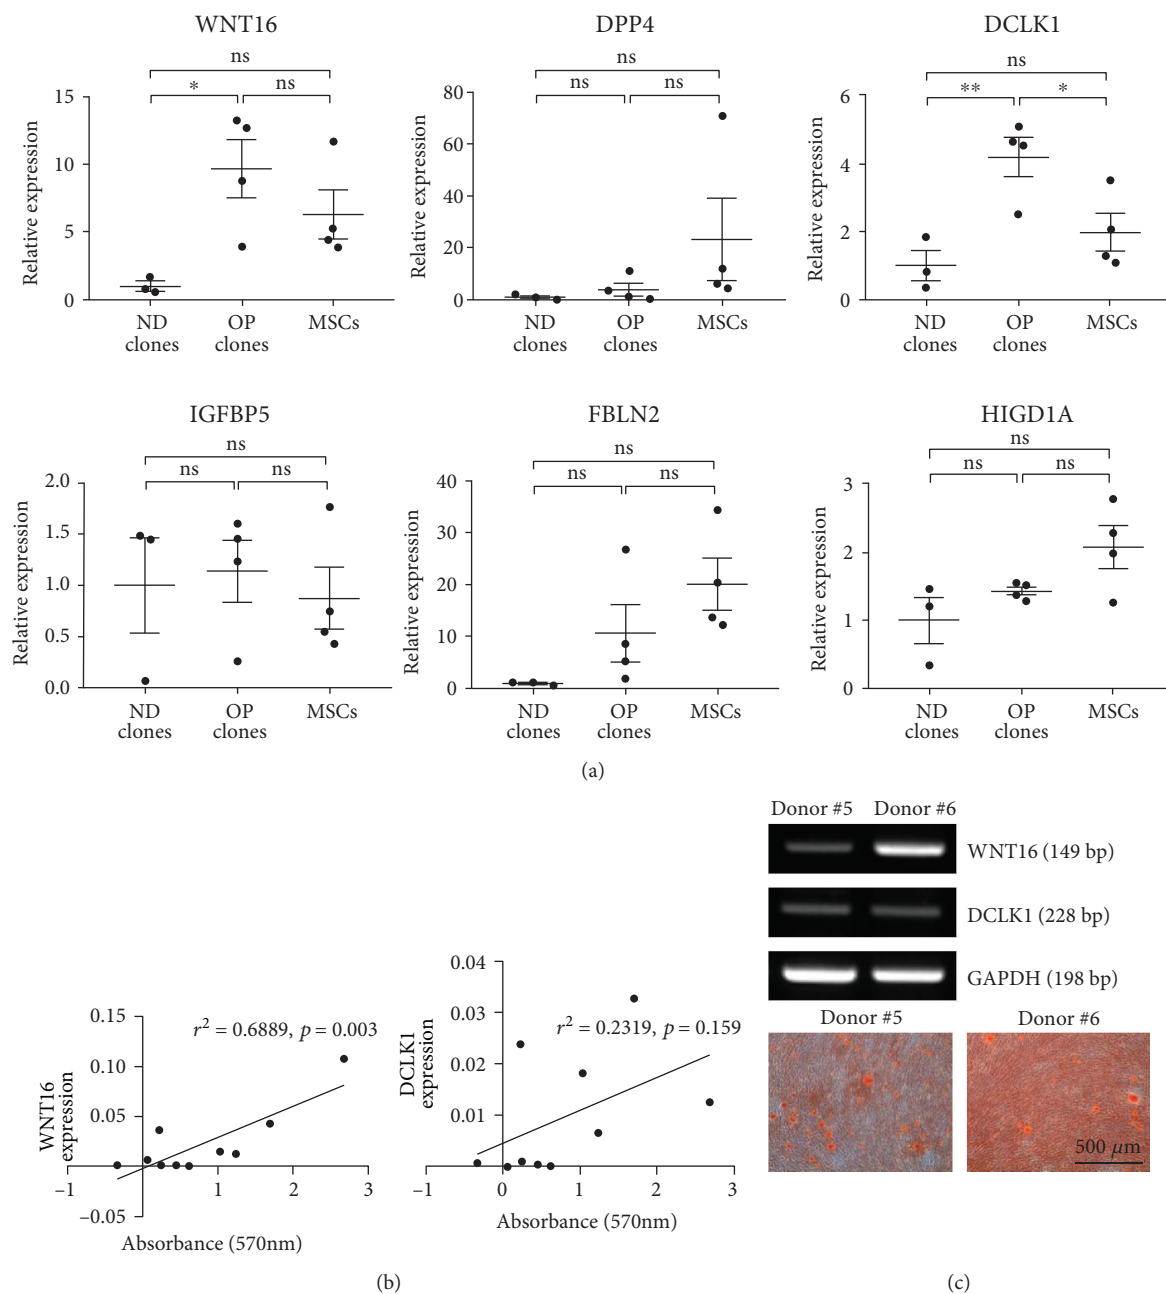 WNT16
DPP4
DCLK1
ns
* ns
ns
ns ns
ns
** *
Relative expression
15
10
5
0
ND clones
OP clones
MSCs
Relative expression
80
60
40
20
0
ND clones
OP clones
MSCs
Relative expression
6
4
2
0
ND clones
OP clones
MSCs
IGFBP5
FBLN2
HIGD1A
ns
ns ns
ns
ns ns
ns
ns ns
Relative expression
2.0
1.5
1.0
0.5
0.0
ND clones
OP clones
MSCs
Relative expression
40
30
20
10
0
ND clones
OP clones
MSCs
Relative expression
3
2
1
0
ND clones
OP clones
MSCs
(a)
WNT16 expression
0.15
0.10
0.05
−0.05
r² = 0.6889, p = 0.003
−1 0 1 2 3
Absorbance (570nm)
DCLK1 expression
0.04
0.03
0.02
0.01
r² = 0.2319, p = 0.159
−1 0 1 2 3
Absorbance (570nm)
(b)
Donor #5 Donor #6
WNT16 (149 bp)
DCLK1 (228 bp)
GAPDH (198 bp)
Donor #5 Donor #6
500 μm
(c)